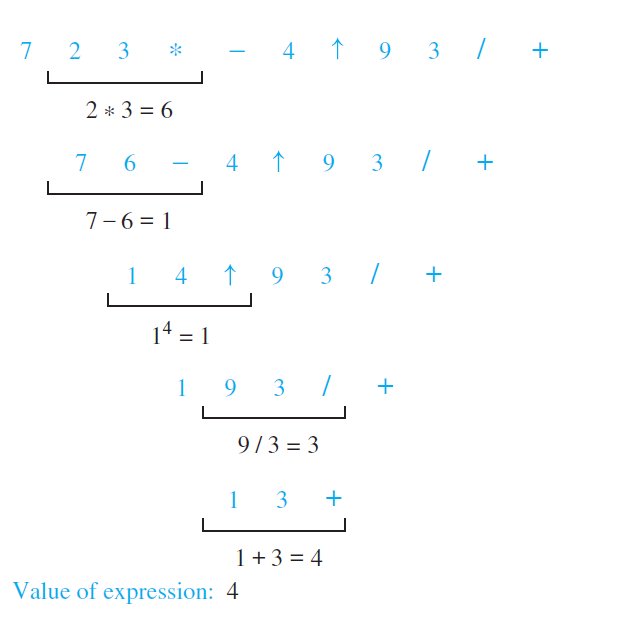 7 2 3 * − 4 ↑ 9 3 / +
2 * 3 = 6
7 6 − 4 ↑ 9 3 / +
7 − 6 = 1
1 4 ↑ 9 3 / +
1⁴ = 1
1 9 3 / +
9 / 3 = 3
1 3 +
1 + 3 = 4
Value of expression: 4